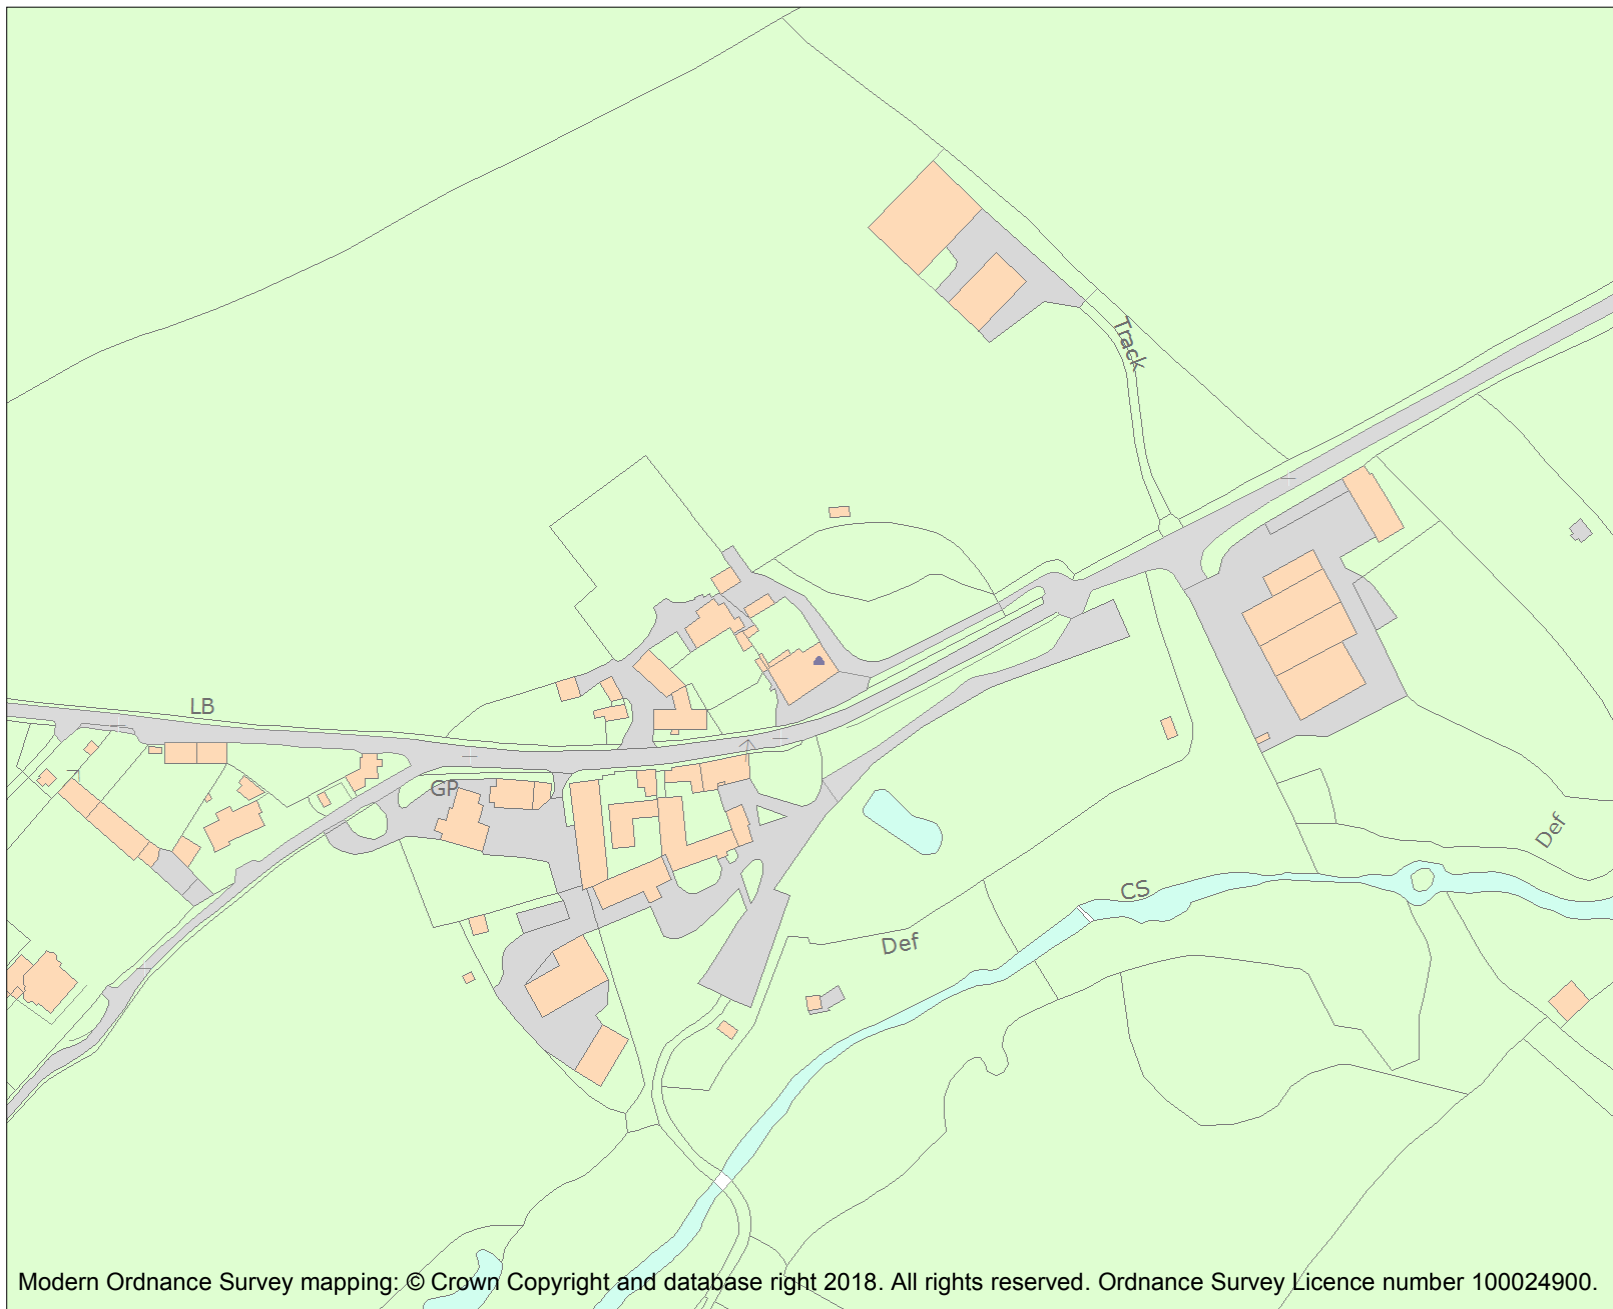 Track
LB
GP
Def
CS
Def
Modern Ordnance Survey mapping: © Crown Copyright and database right 2018. All rights reserved. Ordnance Survey Licence number 100024900.